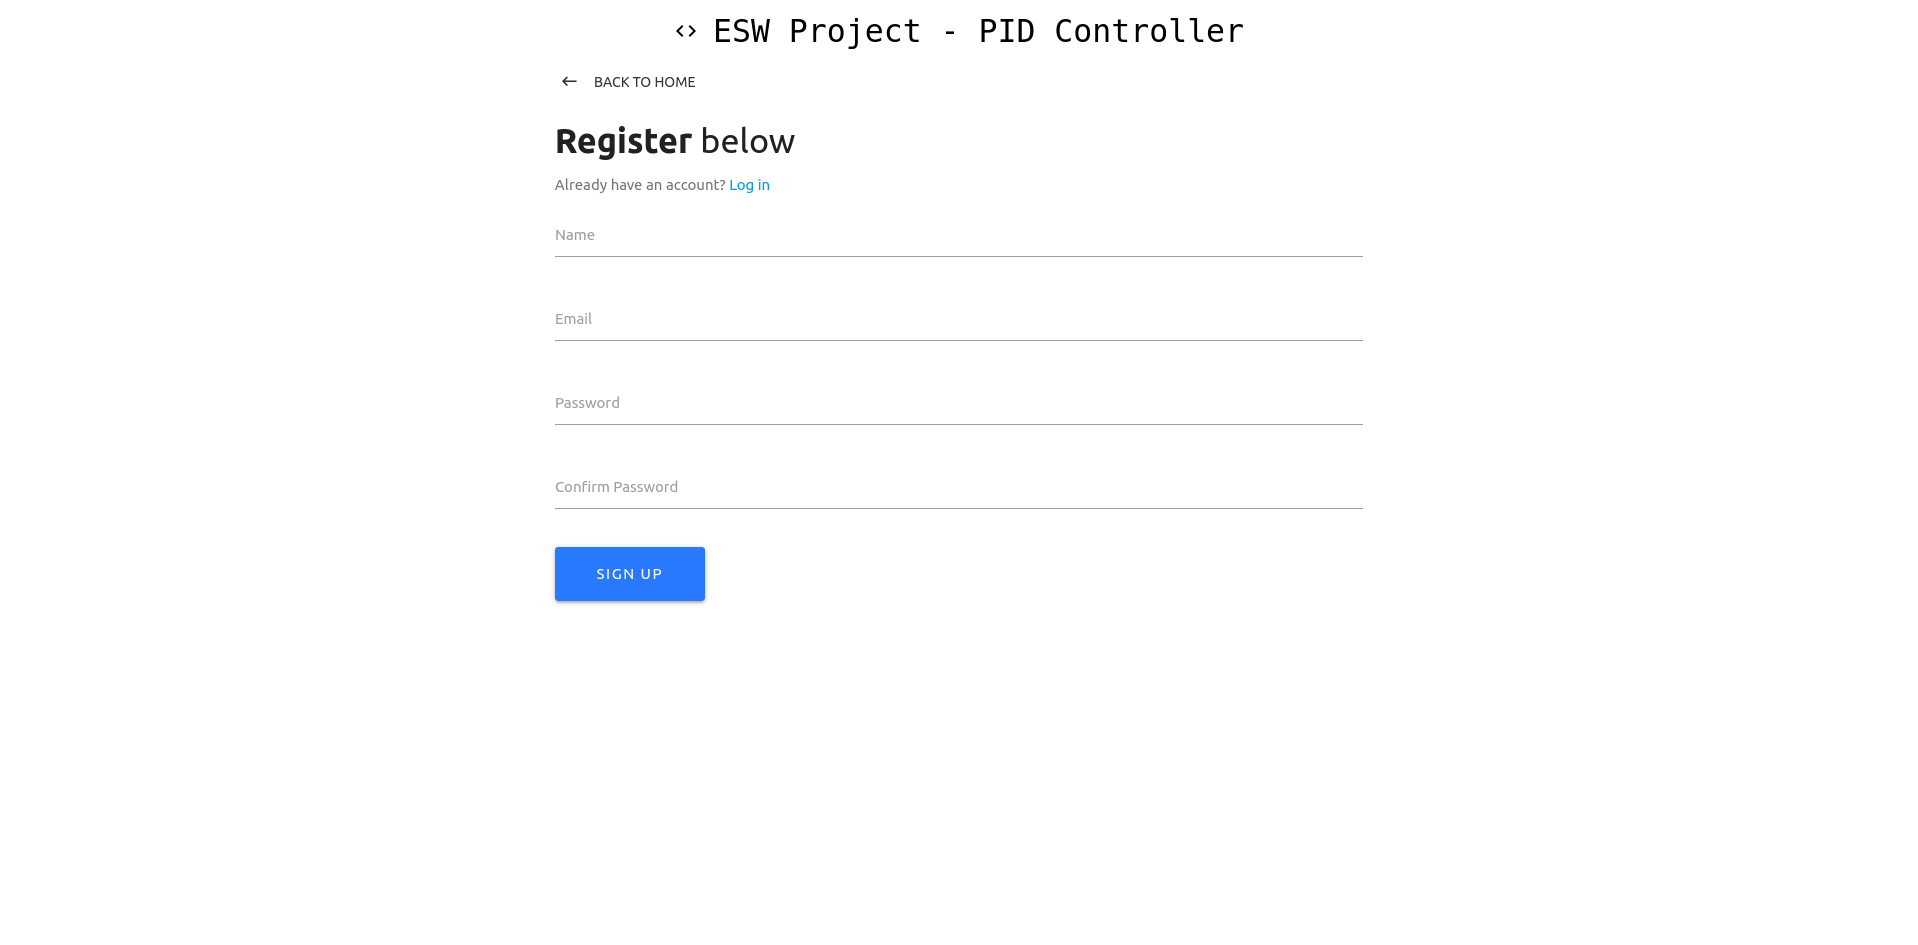 <> ESW Project - PID Controller
← BACK TO HOME
Register below
Already have an account? Log in
Name
Email
Password
Confirm Password
SIGN UP